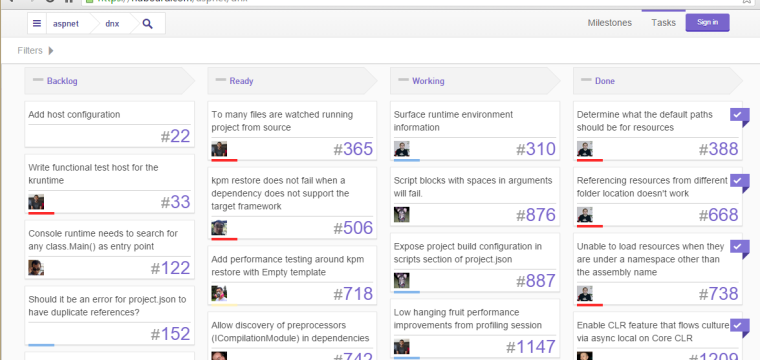 aspnet dnx Milestones Tasks Sign in
Filters
Backlog
Add host configuration
#22
Write functional test host for the
kruntime
#33
Console runtime needs to search for
any class.Main() as entry point
#122
Should it be an error for project.json to
have duplicate references?
#152
Ready
To many files are watched running
project from source
#365
kpm restore does not fail when a
dependency does not support the
target framework
#506
Add performance testing around kpm
restore with Empty template
#718
Allow discovery of preprocessors
(ICompilationModule) in dependencies
#742
Working
Surface runtime environment
information
#310
Script blocks with spaces in arguments
will fail.
#876
Expose project build configuration in
scripts section of project.json
#887
Low hanging fruit performance
improvements from profiling session
#1147
Done
Determine what the default paths
should be for resources
#388
Referencing resources from different
folder location doesn't work
#668
Unable to load resources when they
are under a namespace other than
the assembly name
#738
Enable CLR feature that flows culture
via async local on Core CLR
#1209